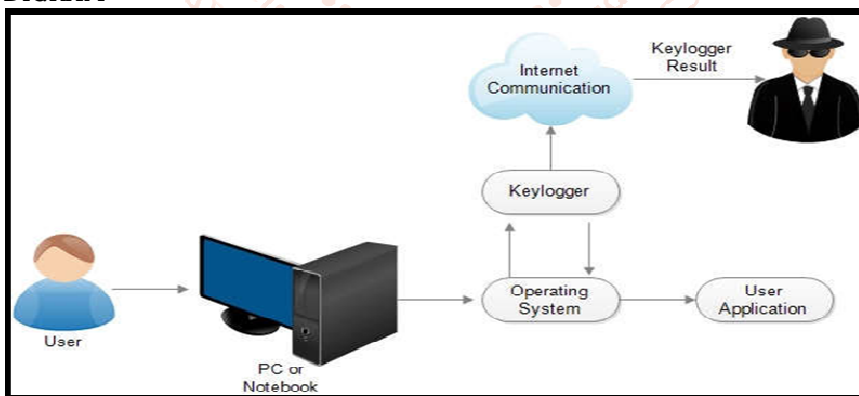 Internet
Communication
Keylogger
Result
Keylogger
User
PC or
Notebook
Operating
System
User
Application